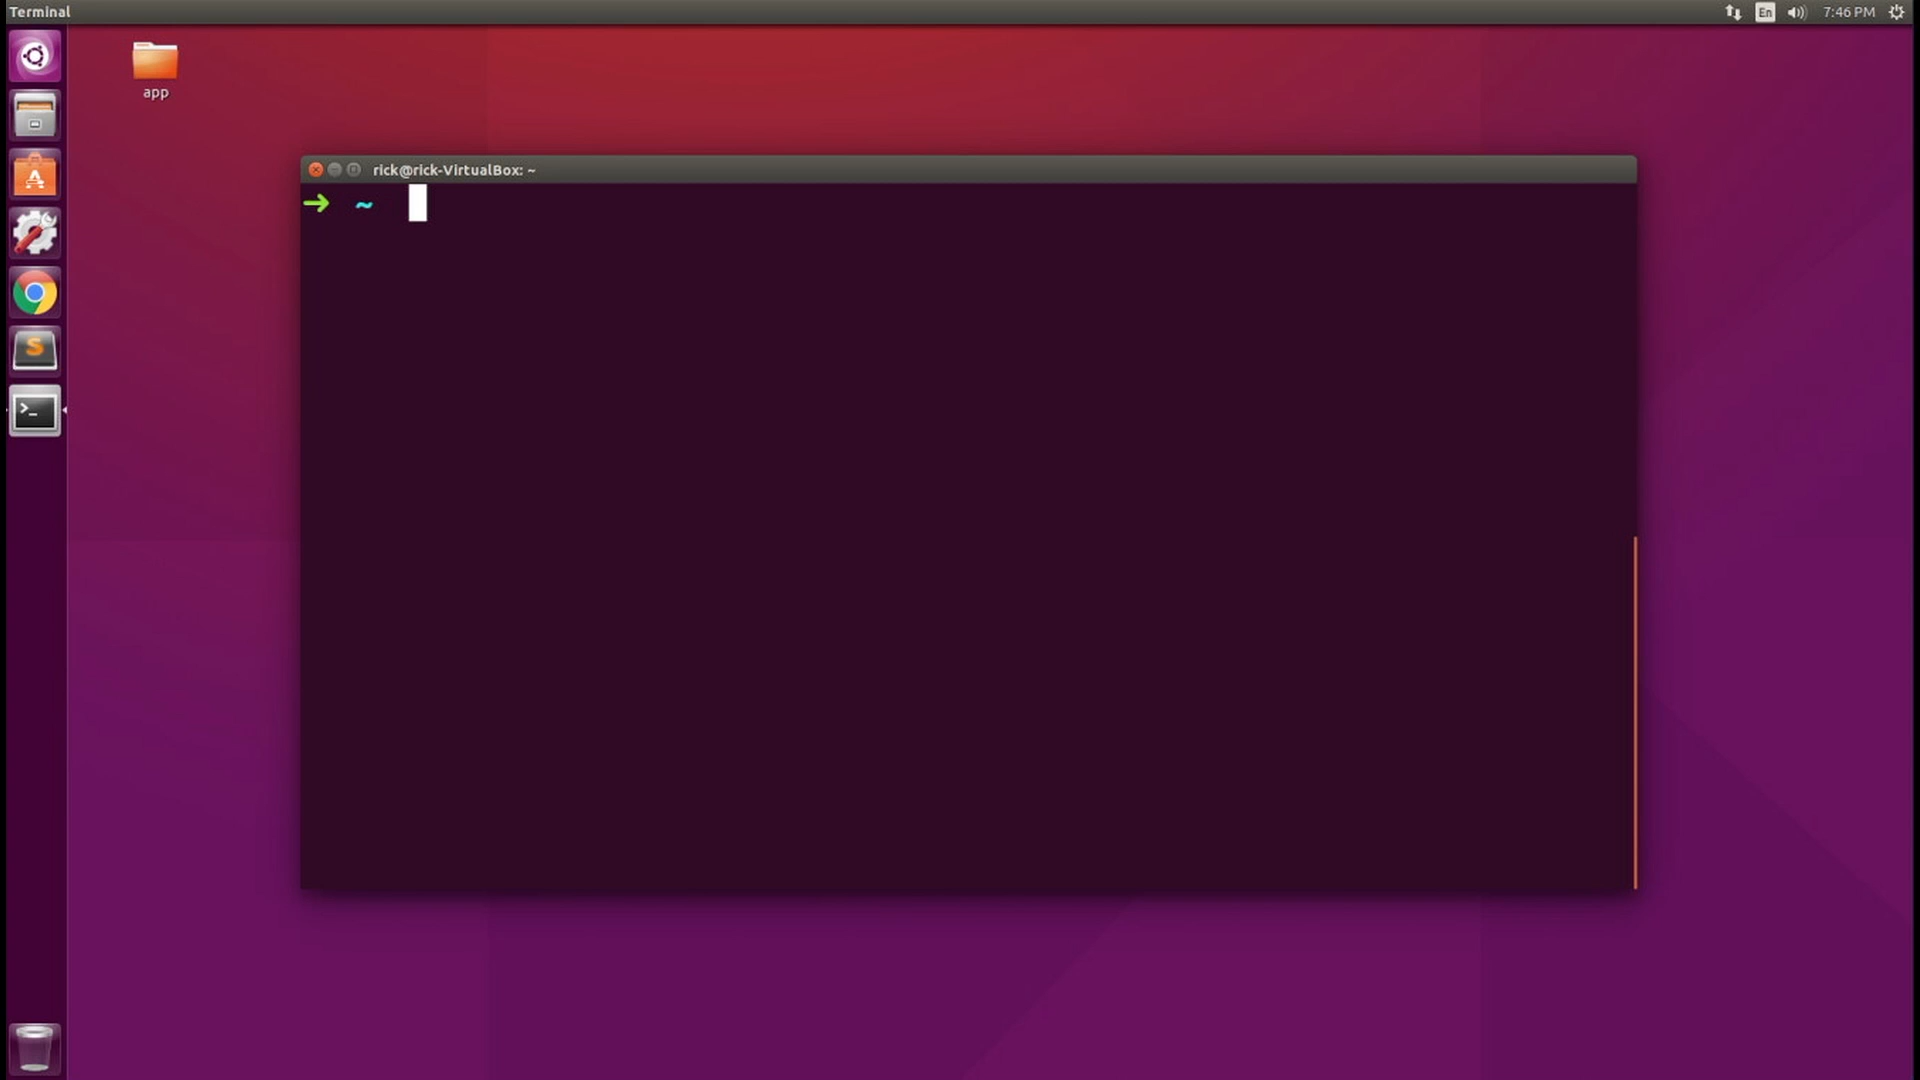 Terminal
En
7:46 PM
app
rick@rick-VirtualBox: ~
➜ ~